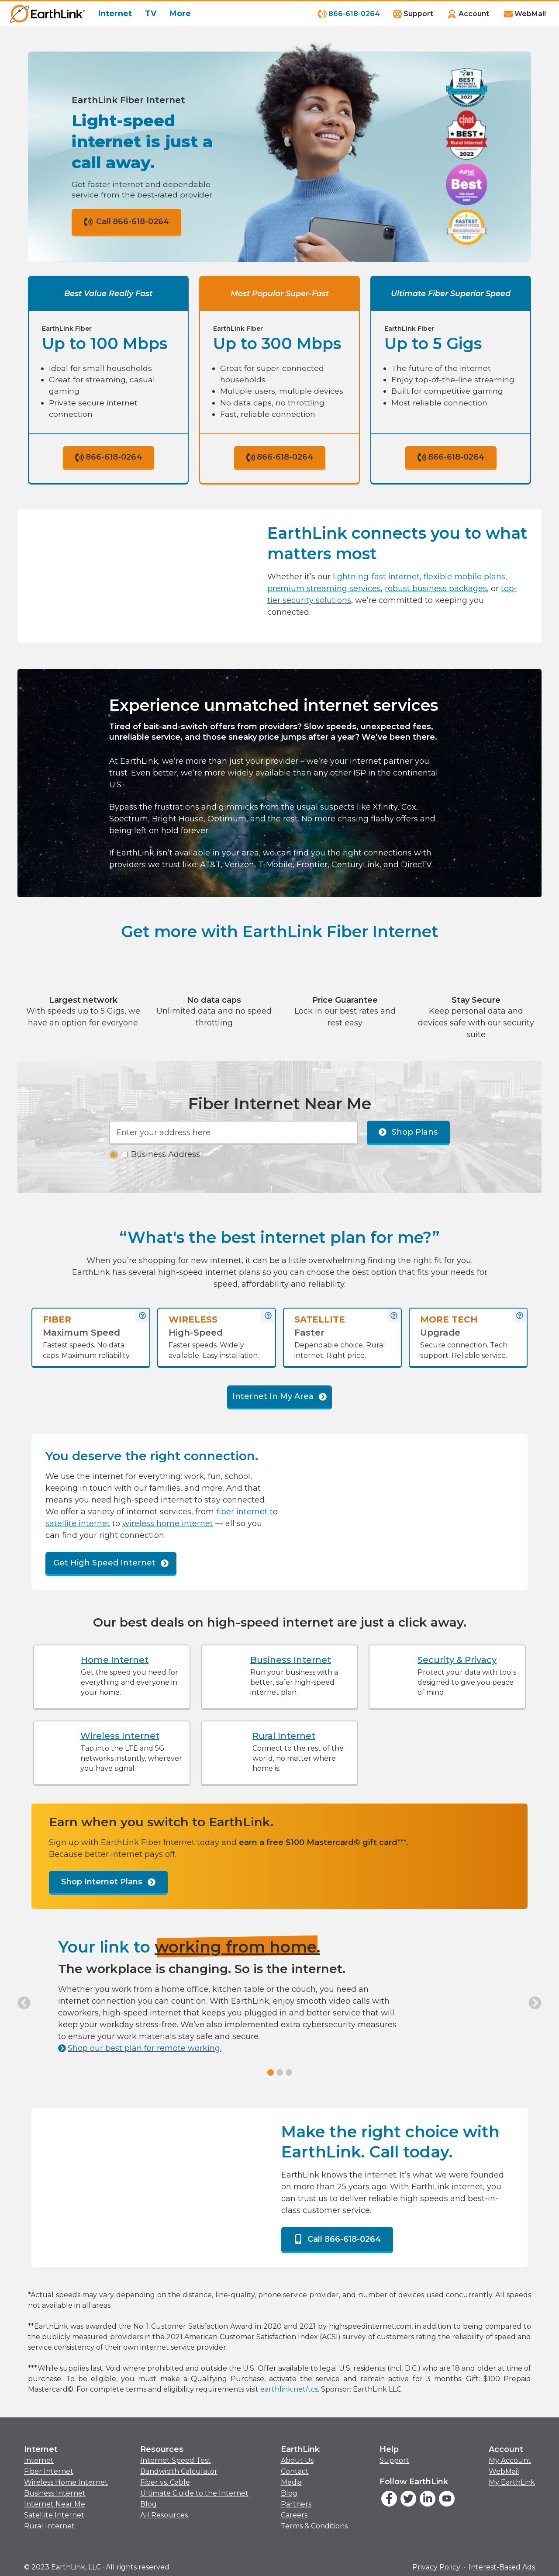 EarthLink
Internet
TV
More
866-618-0264
Support
Account
WebMail
EarthLink Fiber Internet
Light-speed
internet is just a
call away.
Get faster internet and dependable
service from the best-rated provider.
Call 866-618-0264
#1
BEST
2021
c|net
BEST
Rural Internet
2022
Best
FASTEST
Best Value Really Fast
EarthLink Fiber
Up to 100 Mbps
• Ideal for small households
• Great for streaming, casual
gaming
• Private secure internet
connection
866-618-0264
Most Popular Super-Fast
EarthLink Fiber
Up to 300 Mbps
• Great for super-connected
households
• Multiple users, multiple devices
• No data caps, no throttling
• Fast, reliable connection
866-618-0264
Ultimate Fiber Superior Speed
EarthLink Fiber
Up to 5 Gigs
• The future of the internet
• Enjoy top-of-the-line streaming
• Built for competitive gaming
• Most reliable connection
866-618-0264
EarthLink connects you to what
matters most
Whether it's our lightning-fast internet, flexible mobile plans,
premium streaming services, robust business packages, or top-
tier security solutions, we're committed to keeping you
connected.
Experience unmatched internet services
Tired of bait-and-switch offers from providers? Slow speeds, unexpected fees,
unreliable service, and those sneaky price jumps after a year? We've been there.
At EarthLink, we're more than just your provider – we're your internet partner you
trust. Even better, we're more widely available than any other ISP in the continental
U.S.
Bypass the frustrations and gimmicks from the usual suspects like Xfinity, Cox,
Spectrum, Bright House, Optimum, and the rest. No more chasing flashy offers and
being left on hold forever.
If EarthLink isn't available in your area, we can find you the right connections with
providers we trust like: AT&T, Verizon, T-Mobile, Frontier, CenturyLink, and DirecTV.
Get more with EarthLink Fiber Internet
Largest network
With speeds up to 5 Gigs, we
have an option for everyone
No data caps
Unlimited data and no speed
throttling
Price Guarantee
Lock in our best rates and
rest easy
Stay Secure
Keep personal data and
devices safe with our security
suite
Fiber Internet Near Me
Enter your address here
Shop Plans
Business Address
“What's the best internet plan for me?”
When you're shopping for new internet, it can be a little overwhelming finding the right fit for you.
EarthLink has several high-speed internet plans so you can choose the best option that fits your needs for
speed, affordability and reliability.
FIBER
Maximum Speed
Fastest speeds. No data
caps. Maximum reliability.
WIRELESS
High-Speed
Faster speeds. Widely
available. Easy installation.
SATELLITE
Faster
Dependable choice. Rural
internet. Right price.
MORE TECH
Upgrade
Secure connection. Tech
support. Reliable service.
Internet In My Area
You deserve the right connection.
We use the internet for everything: work, fun, school,
keeping in touch with our families, and more. And that
means you need high-speed internet to stay connected.
We offer a variety of internet services, from fiber internet to
satellite internet to wireless home internet — all so you
can find your right connection.
Get High Speed Internet
Our best deals on high-speed internet are just a click away.
Home Internet
Get the speed you need for
everything and everyone in
your home.
Business Internet
Run your business with a
better, safer high-speed
internet plan.
Security & Privacy
Protect your data with tools
designed to give you peace
of mind.
Wireless Internet
Tap into the LTE and 5G
networks instantly, wherever
you have signal.
Rural Internet
Connect to the rest of the
world, no matter where
home is.
Earn when you switch to EarthLink.
Sign up with EarthLink Fiber Internet today and earn a free $100 Mastercard© gift card***.
Because better internet pays off.
Shop Internet Plans
Your link to working from home.
The workplace is changing. So is the internet.
Whether you work from a home office, kitchen table or the couch, you need an
internet connection you can count on. With EarthLink, enjoy smooth video calls with
coworkers, high-speed internet that keeps you plugged in and better service that will
keep your workday stress-free. We've also implemented extra cybersecurity measures
to ensure your work materials stay safe and secure.
Shop our best plan for remote working.
Make the right choice with
EarthLink. Call today.
EarthLink knows the internet. It's what we were founded
on more than 25 years ago. With EarthLink internet, you
can trust us to deliver reliable high speeds and best-in-
class customer service.
Call 866-618-0264
*Actual speeds may vary depending on the distance, line-quality, phone service provider, and number of devices used concurrently. All speeds
not available in all areas.
**EarthLink was awarded the No. 1 Customer Satisfaction Award in 2020 and 2021 by highspeedinternet.com, in addition to being compared to
the publicly measured providers in the 2021 American Customer Satisfaction Index (ACSI) survey of customers rating the reliability of speed and
service consistency of their own internet service provider.
***While supplies last. Void where prohibited and outside the U.S. Offer available to legal U.S. residents (incl. D.C.) who are 18 and older at time of
purchase. To be eligible, you must make a Qualifying Purchase, activate the service and remain active for 3 months. Gift: $100 Prepaid
Mastercard©. For complete terms and eligibility requirements visit earthlink.net/tcs. Sponsor: EarthLink LLC.
Internet
Internet
Fiber Internet
Wireless Home Internet
Business Internet
Internet Near Me
Satellite Internet
Rural Internet
Resources
Internet Speed Test
Bandwidth Calculator
Fiber vs. Cable
Ultimate Guide to the Internet
Blog
All Resources
EarthLink
About Us
Contact
Media
Blog
Partners
Careers
Terms & Conditions
Help
Support
Follow EarthLink
Account
My Account
WebMail
My EarthLink
© 2023 EarthLink, LLC · All rights reserved
Privacy Policy · Interest-Based Ads